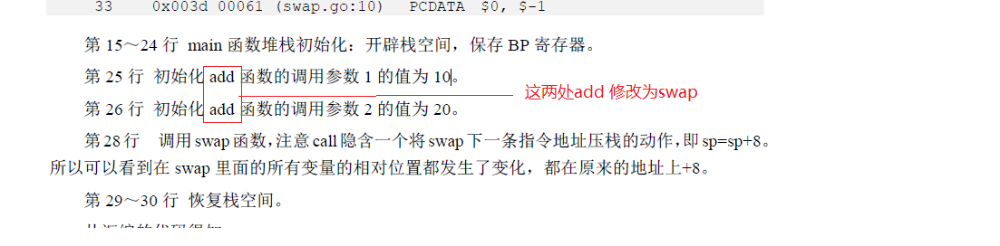 33 0x003d 00061 (swap.go:10) PCDATA $0, $-1
第 15～24 行 main 函数堆栈初始化：开辟栈空间，保存 BP 寄存器。
第 25 行 初始化 add 函数的调用参数 1 的值为 10。
这两处add 修改为swap
第 26 行 初始化 add 函数的调用参数 2 的值为 20。
第 28 行 调用 swap 函数，注意 call 隐含一个将 swap 下一条指令地址压栈的动作，即 sp=sp+8。
所以可以看到在 swap 里面的所有变量的相对位置都发生了变化，都在原来的地址上+8。
第 29～30 行 恢复栈空间。